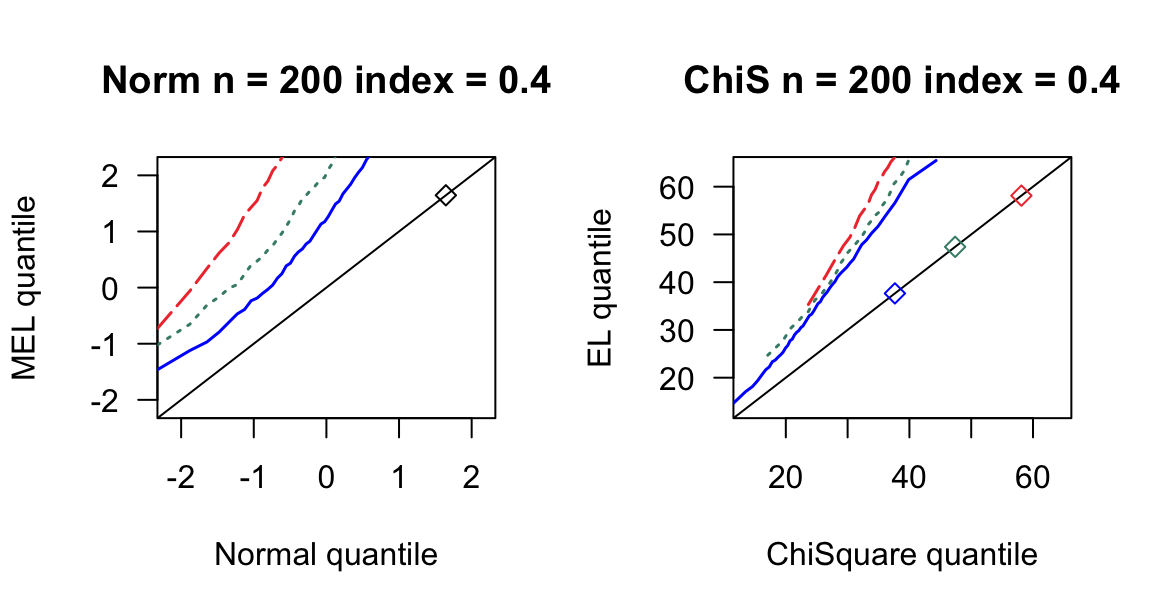 Norm n = 200 index = 0.4
MEL quantile
2
1
0
-1
-2
-2 -1 0 1 2
Normal quantile
ChiS n = 200 index = 0.4
EL quantile
60
50
40
30
20
20 40 60
ChiSquare quantile